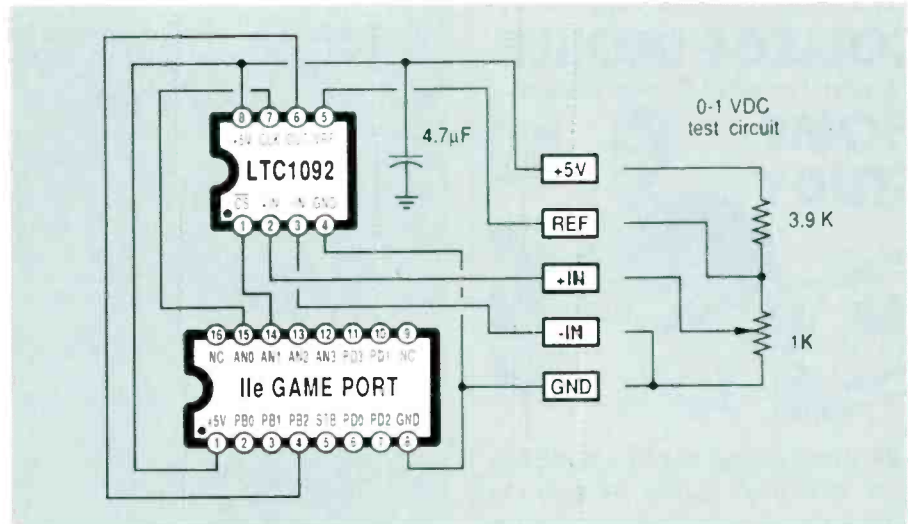 0-1 VDC
test circuit
8 7 6 5
+5V CLK OUT REF
4.7µF
LTC1092
CS +IN -IN GND
1 2 3 4
+5V
REF
+IN
-IN
GND
3.9 K
1K
16 15 14 13 12 11 10 9
NC AN0 AN1 AN2 AN3 PD3 PD1 NC
IIe GAME PORT
+5V PB0 PB1 PB2 STB PD0 PD2 GND
1 2 3 4 5 6 7 8